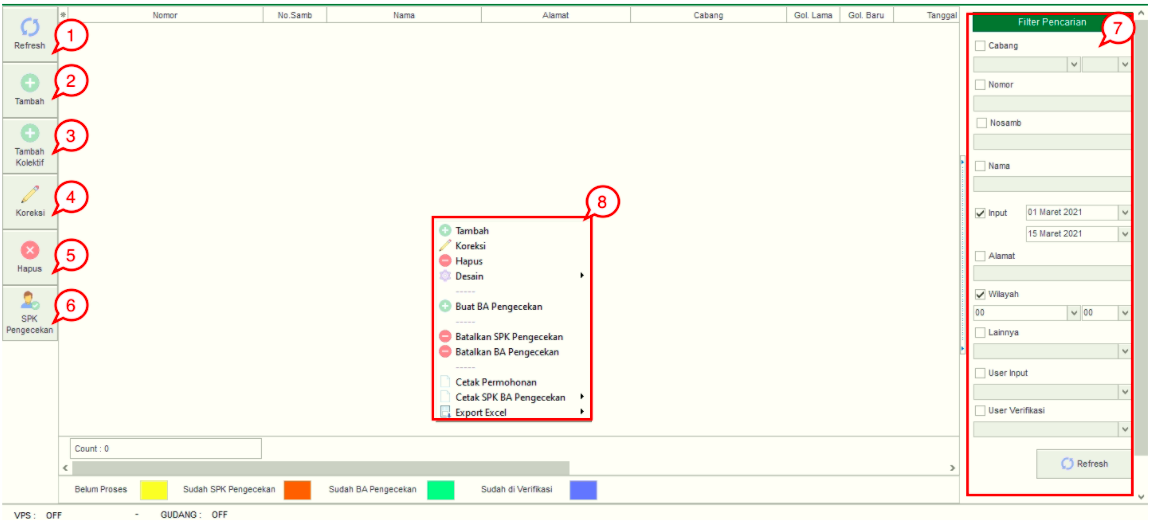 Nomor No.Samb Nama Alamat Cabang Gol. Lama Gol. Baru Tanggal
Refresh
1
Tambah
2
Tambah
Kolektif
3
Koreksi
4
Hapus
5
SPK
Pengecekan
6
8
Tambah
Koreksi
Hapus
Desain
-----
Buat BA Pengecekan
-----
Batalkan SPK Pengecekan
Batalkan BA Pengecekan
-----
Cetak Permohonan
Cetak SPK BA Pengecekan
Export Excel
Filter Pencarian
7
Cabang
Nomor
Nosamb
Nama
Input 01 Maret 2021
15 Maret 2021
Alamat
Wilayah
00 00
Lainnya
User Input
User Verifikasi
Refresh
Count : 0
Belum Proses Sudah SPK Pengecekan Sudah BA Pengecekan Sudah di Verifikasi
VPS : OFF - GUDANG : OFF